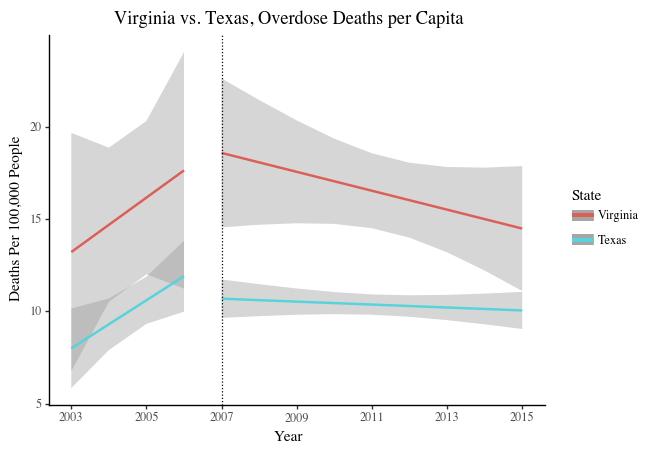 Virginia vs. Texas, Overdose Deaths per Capita
Deaths Per 100,000 People
20
15
10
5
2003 2005 2007 2009 2011 2013 2015
Year
State
Virginia
Texas